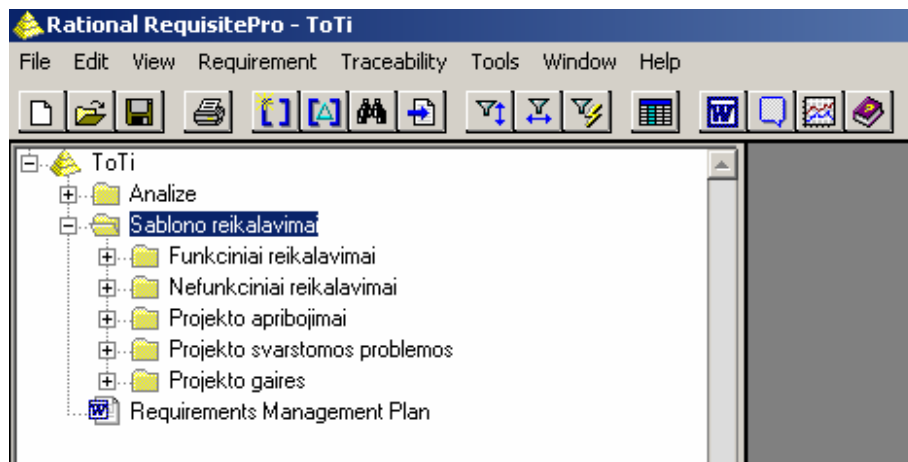 Rational RequisitePro - ToTi
File Edit View Requirement Traceability Tools Window Help
ToTi
Analize
Sablono reikalavimai
Funkciniai reikalavimai
Nefunkciniai reikalavimai
Projekto apribojimai
Projekto svarstomos problemos
Projekto gaires
Requirements Management Plan